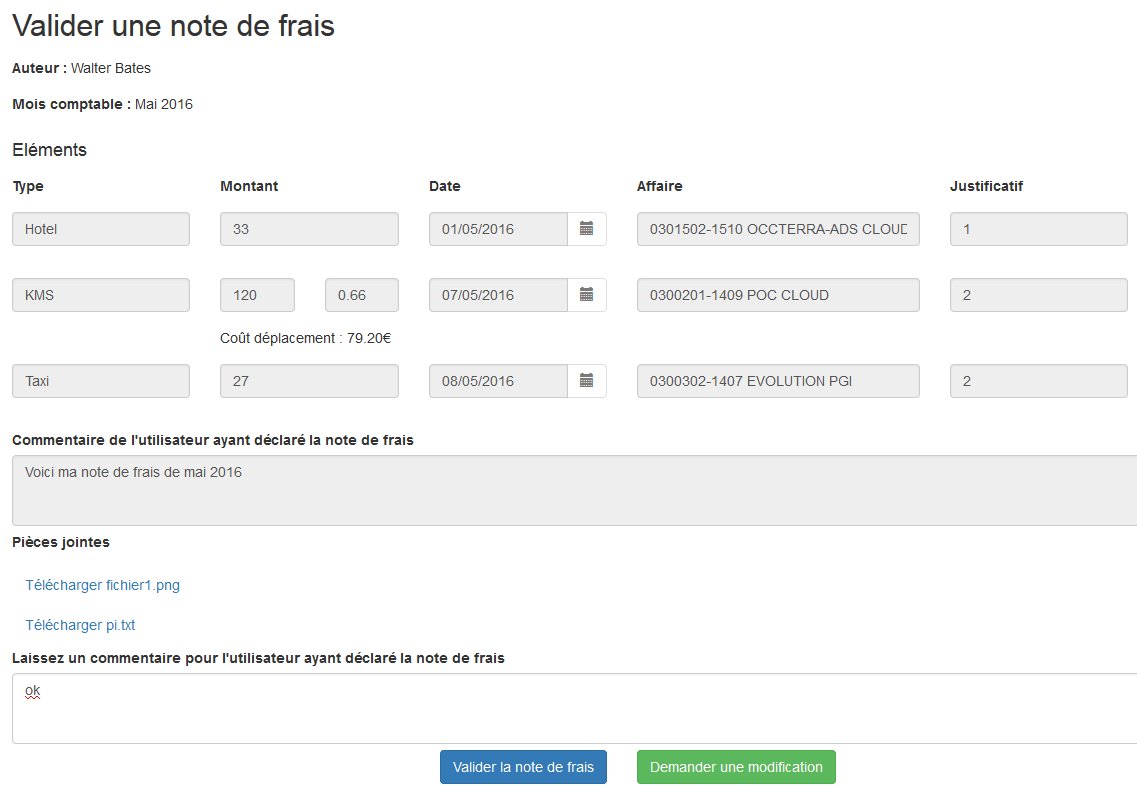 Valider une note de frais
Auteur : Walter Bates
Mois comptable : Mai 2016
Eléments
Type Montant Date Affaire Justificatif
Hotel 33 01/05/2016 0301502-1510 OCCTERRA-ADS CLOUD 1
KMS 120 0.66 07/05/2016 0300201-1409 POC CLOUD 2
Coût déplacement : 79.20€
Taxi 27 08/05/2016 0300302-1407 EVOLUTION PGI 2
Commentaire de l'utilisateur ayant déclaré la note de frais
Voici ma note de frais de mai 2016
Pièces jointes
Télécharger fichier1.png
Télécharger pi.txt
Laissez un commentaire pour l'utilisateur ayant déclaré la note de frais
ok
Valider la note de frais Demander une modification